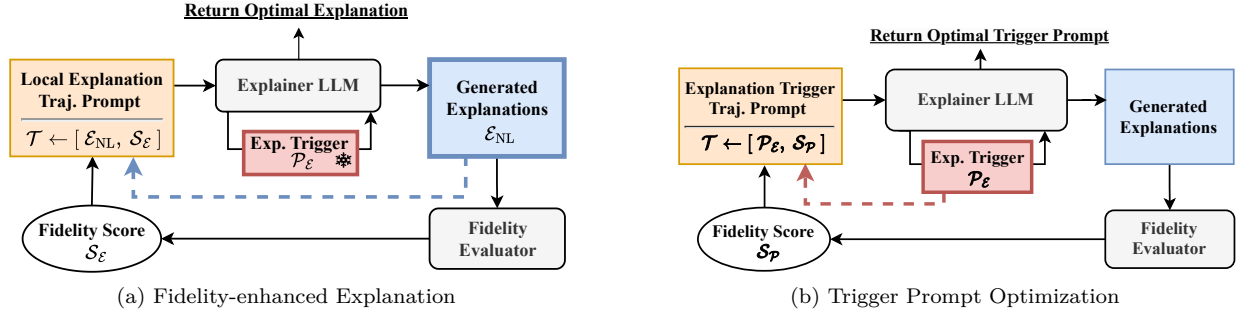 Return Optimal Explanation
Local Explanation
Traj. Prompt
𝒯 ← [ ℰ_NL, 𝒮_ℰ ]
Explainer LLM
Generated
Explanations
ℰ_NL
Exp. Trigger
𝒫_ℰ
Fidelity Score
𝒮_ℰ
Fidelity
Evaluator
(a) Fidelity-enhanced Explanation
Return Optimal Trigger Prompt
Explanation Trigger
Traj. Prompt
𝒯 ← [ 𝒫_ℰ, 𝒮_𝒫 ]
Explainer LLM
Generated
Explanations
Exp. Trigger
𝒫_ℰ
Fidelity Score
𝒮_𝒫
Fidelity
Evaluator
(b) Trigger Prompt Optimization